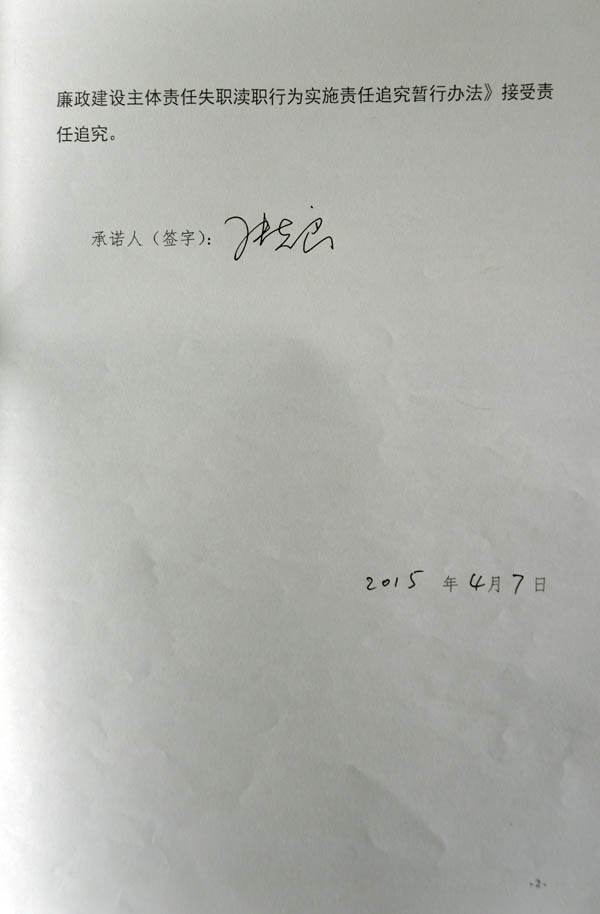 廉政建设主体责任失职渎职行为实施责任追究暂行办法》接受责
任追究。
承诺人（签字）：
2015 年 4 月 7 日
·2·